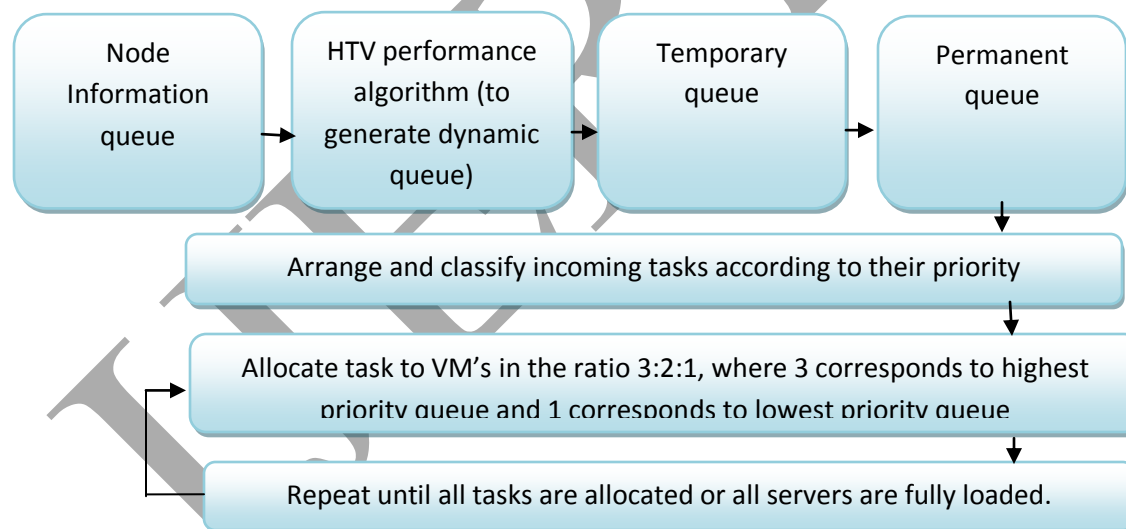 Node
Information
queue
HTV performance
algorithm (to
generate dynamic
queue)
Temporary
queue
Permanent
queue
Arrange and classify incoming tasks according to their priority
Allocate task to VM's in the ratio 3:2:1, where 3 corresponds to highest
priority queue and 1 corresponds to lowest priority queue
Repeat until all tasks are allocated or all servers are fully loaded.